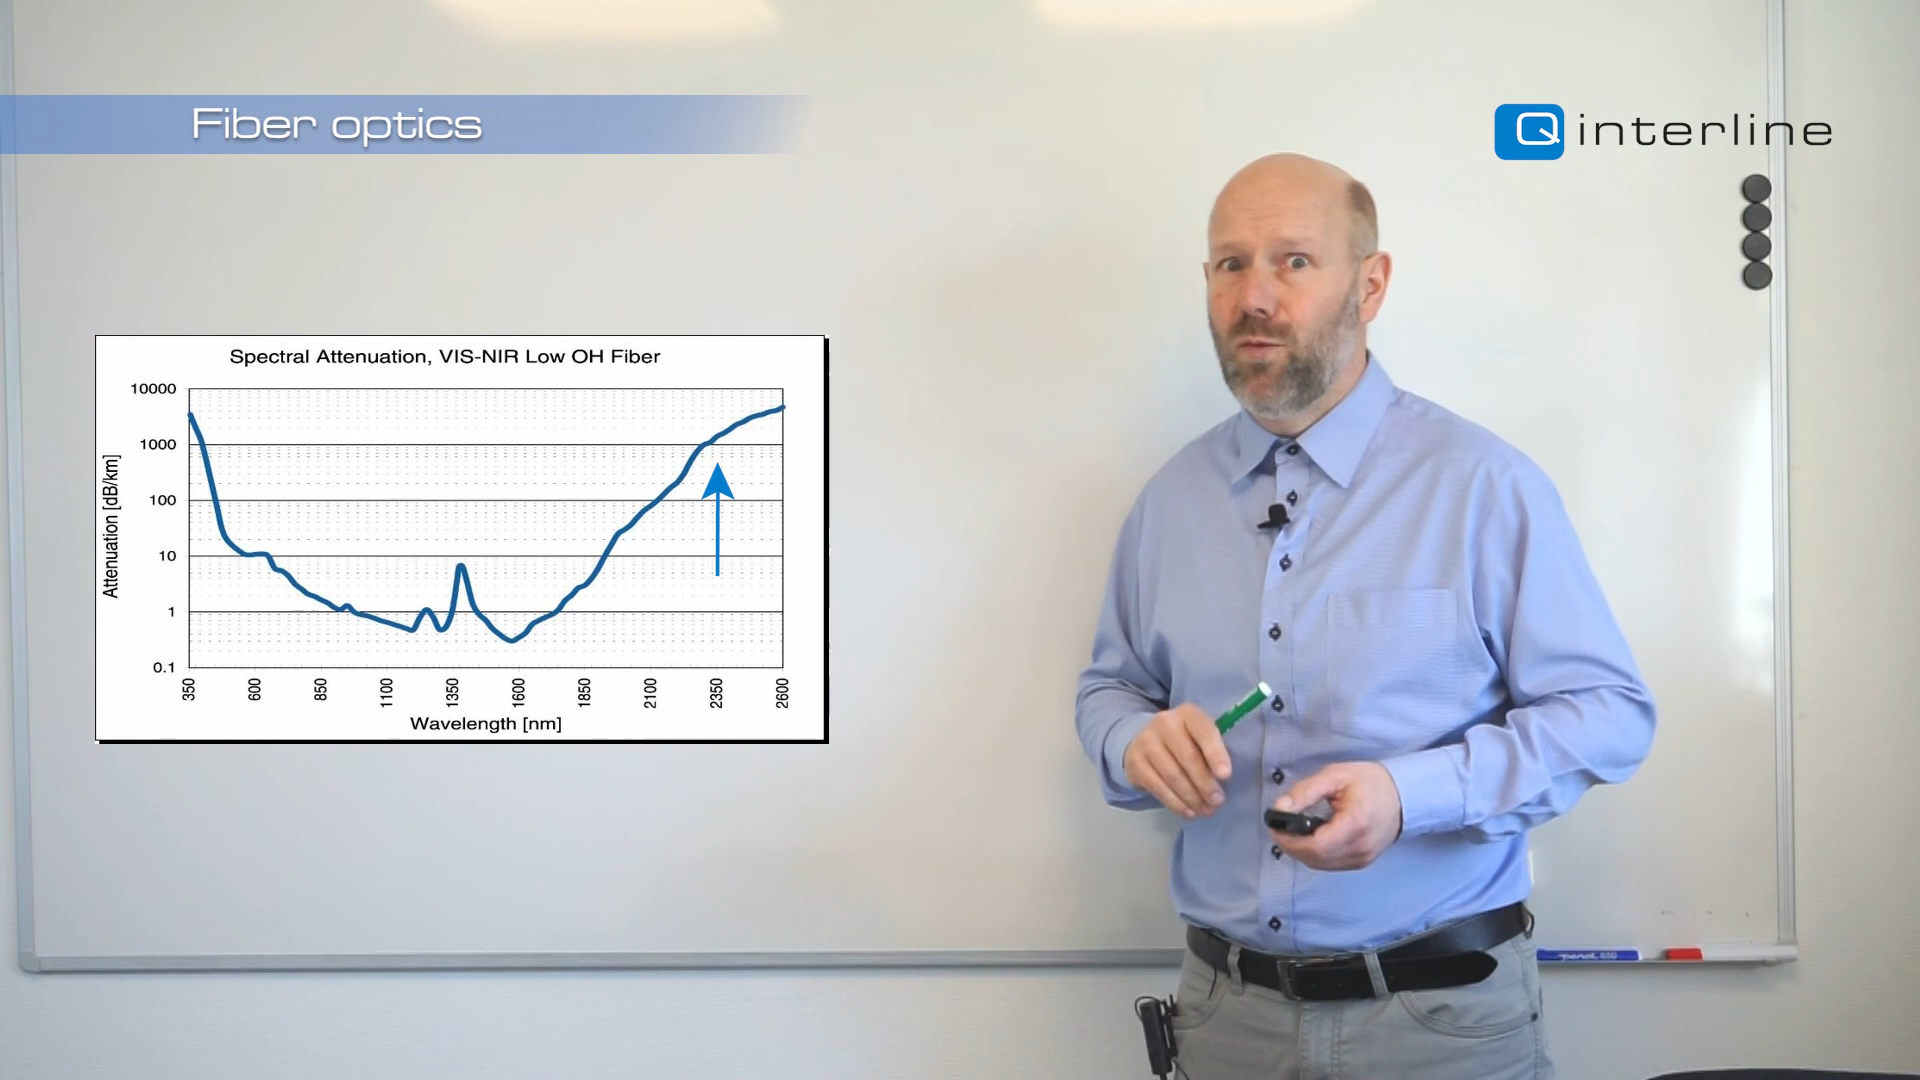 Fiber optics
Q interline
Spectral Attenuation, VIS-NIR Low OH Fiber
10000
1000
100
10
1
0.1
Attenuation [dB/km]
350 600 850 1100 1350 1600 1850 2100 2350 2600
Wavelength [nm]